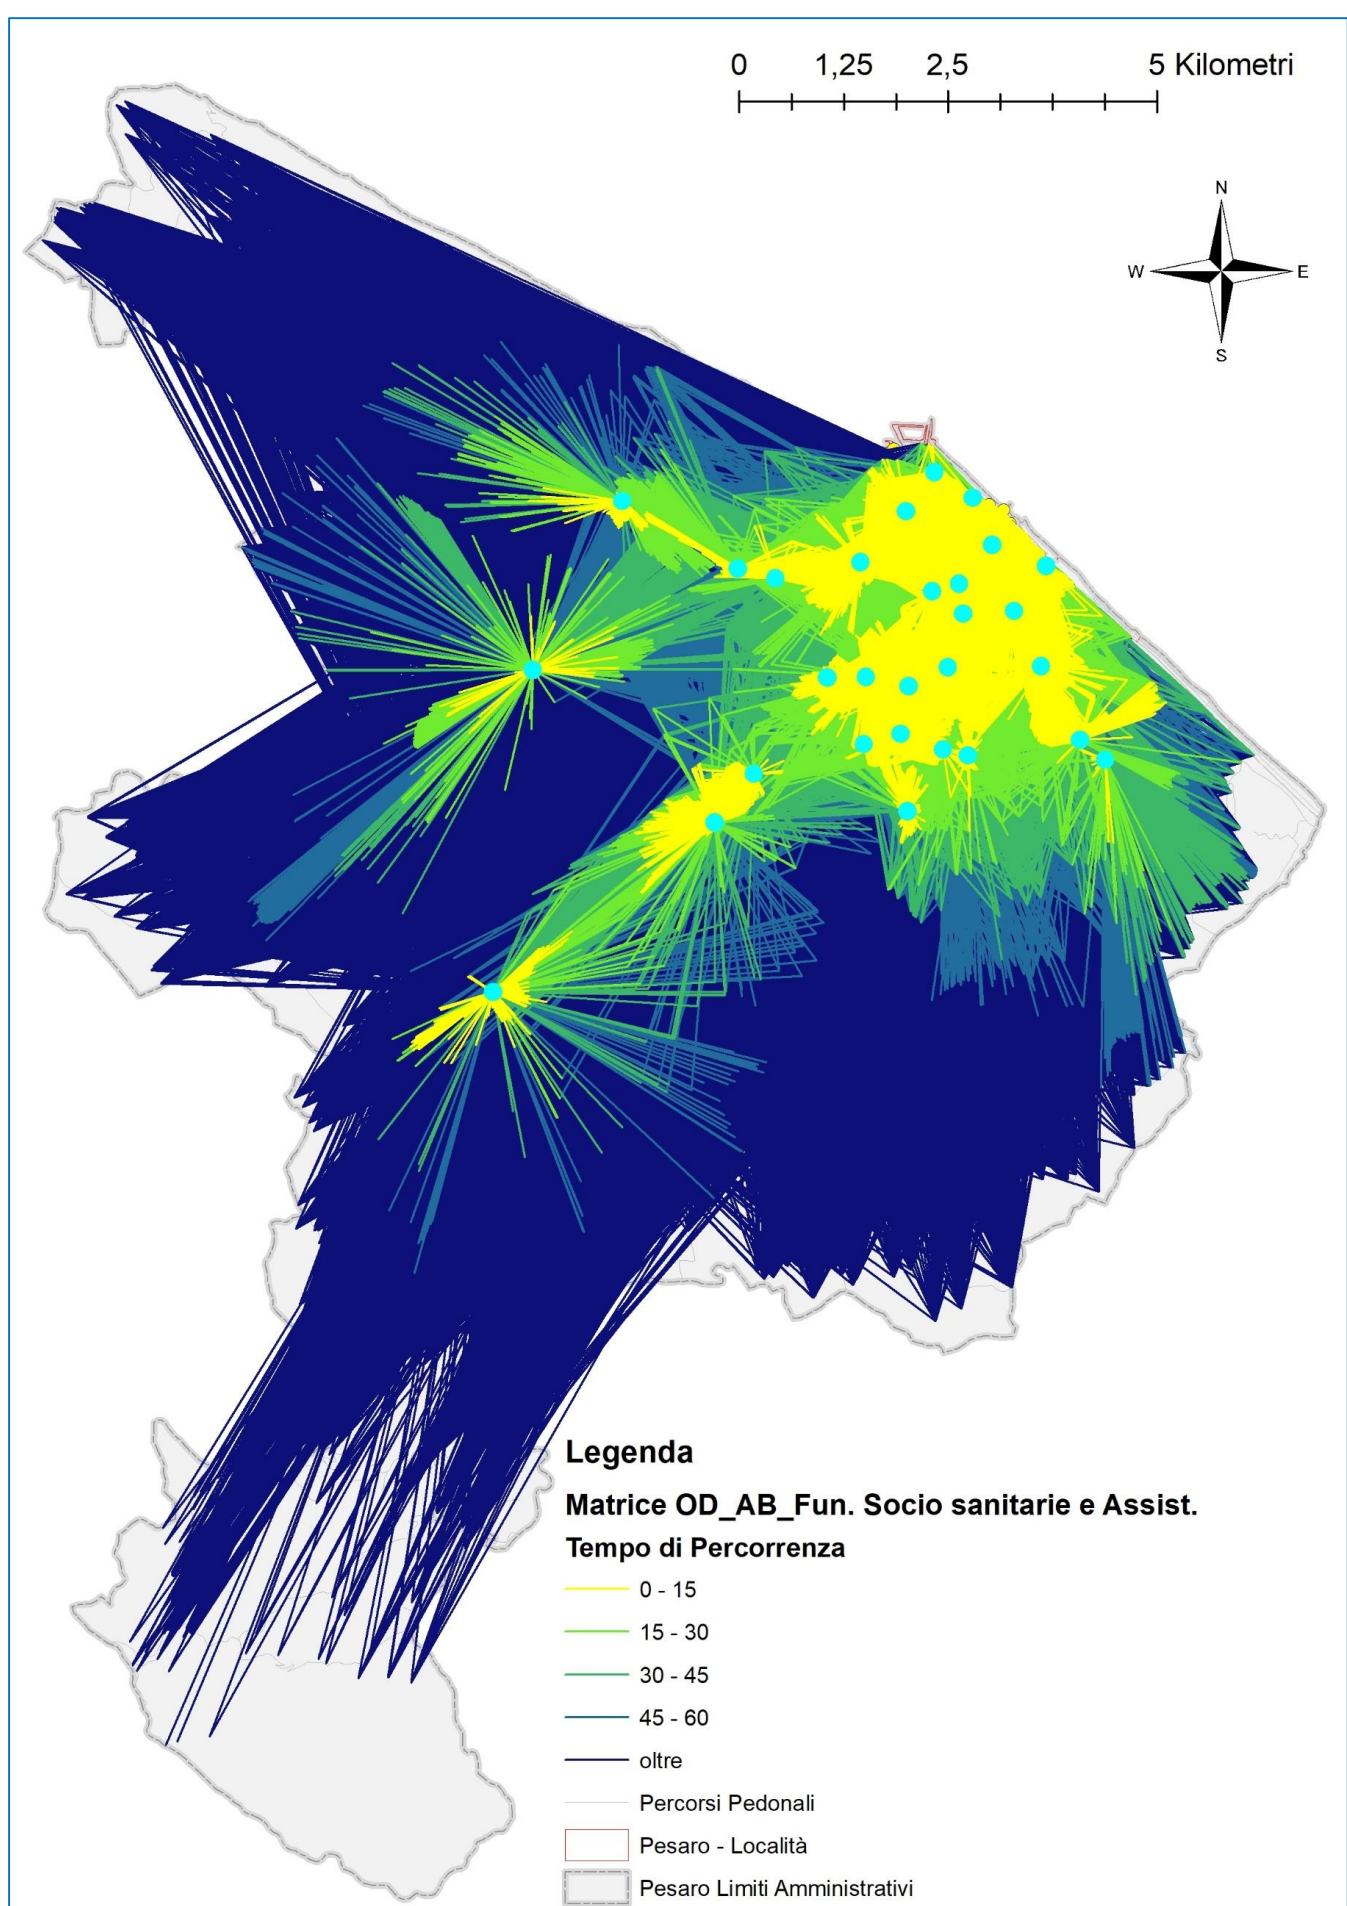 0 1,25 2,5 5 Kilometri
N
W E
S
Legenda
Matrice OD_AB_Fun. Socio sanitarie e Assist.
Tempo di Percorrenza
0 - 15
15 - 30
30 - 45
45 - 60
oltre
Percorsi Pedonali
Pesaro - Località
Pesaro Limiti Amministrativi